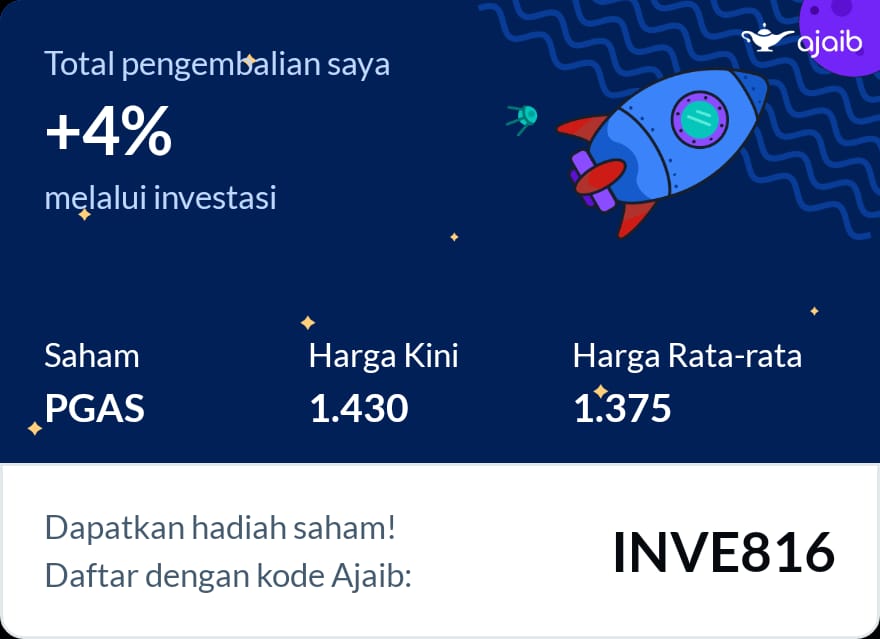 ajaib
Total pengembalian saya
+4%
melalui investasi
Saham Harga Kini Harga Rata-rata
PGAS 1.430 1.375
Dapatkan hadiah saham!
Daftar dengan kode Ajaib:
INVE816